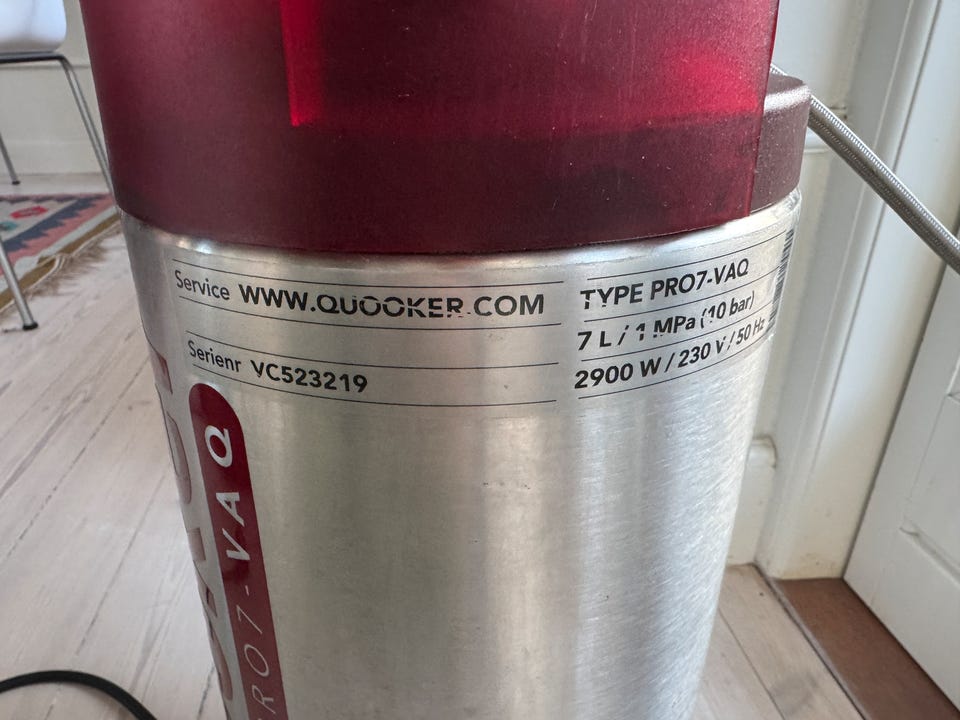 Service WWW.QUOOKER.COM
Serienr VC523219
TYPE PRO7-VAQ
7 L / 1 MPa (10 bar)
2900 W / 230 V / 50 Hz
PRO7-VAQ